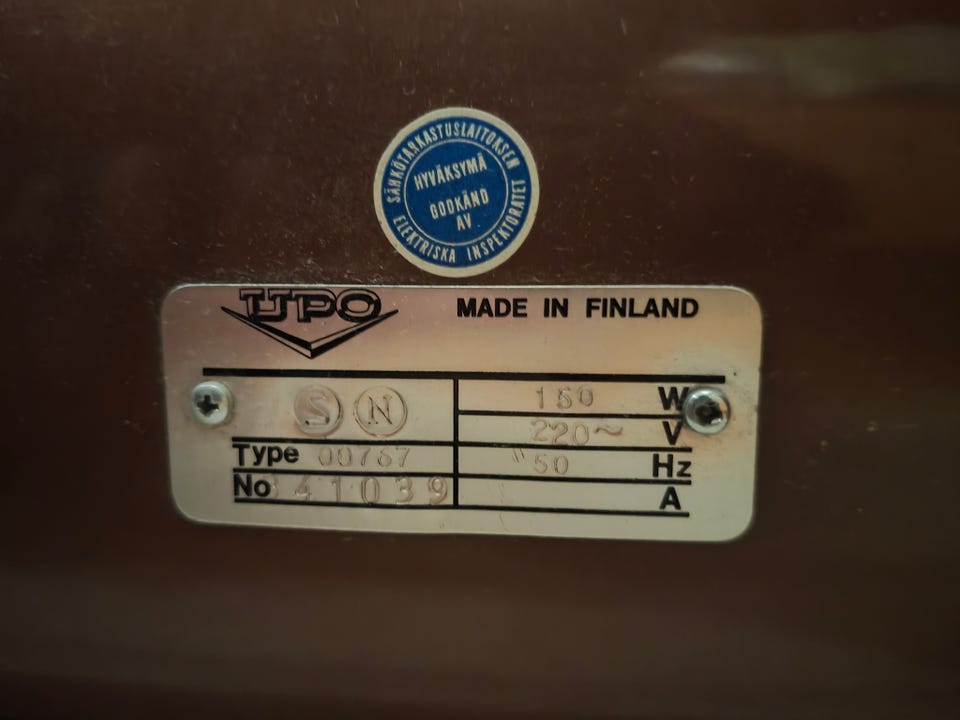 SÄHKÖTARKASTUSLAITOKSEN
HYVÄKSYMÄ
GODKÄND
AV
ELEKTRISKA INSPEKTORATET
UPO MADE IN FINLAND
S N 150 W
220~ V
Type 00767 50 Hz
No 41039 A